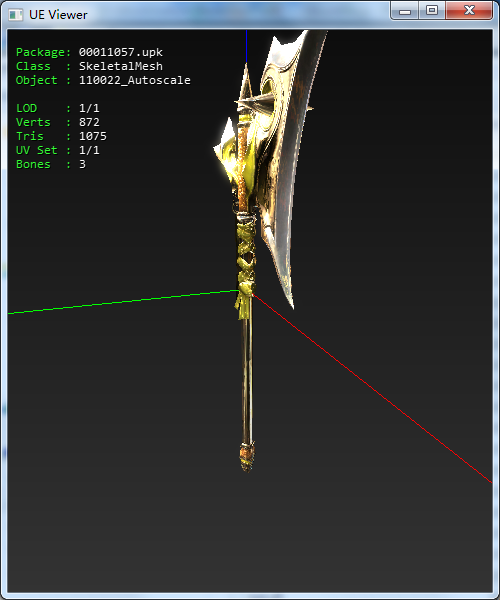 UE Viewer
Package: 00011057.upk
Class  : SkeletalMesh
Object : 110022_Autoscale
LOD    : 1/1
Verts  : 872
Tris   : 1075
UV Set : 1/1
Bones  : 3